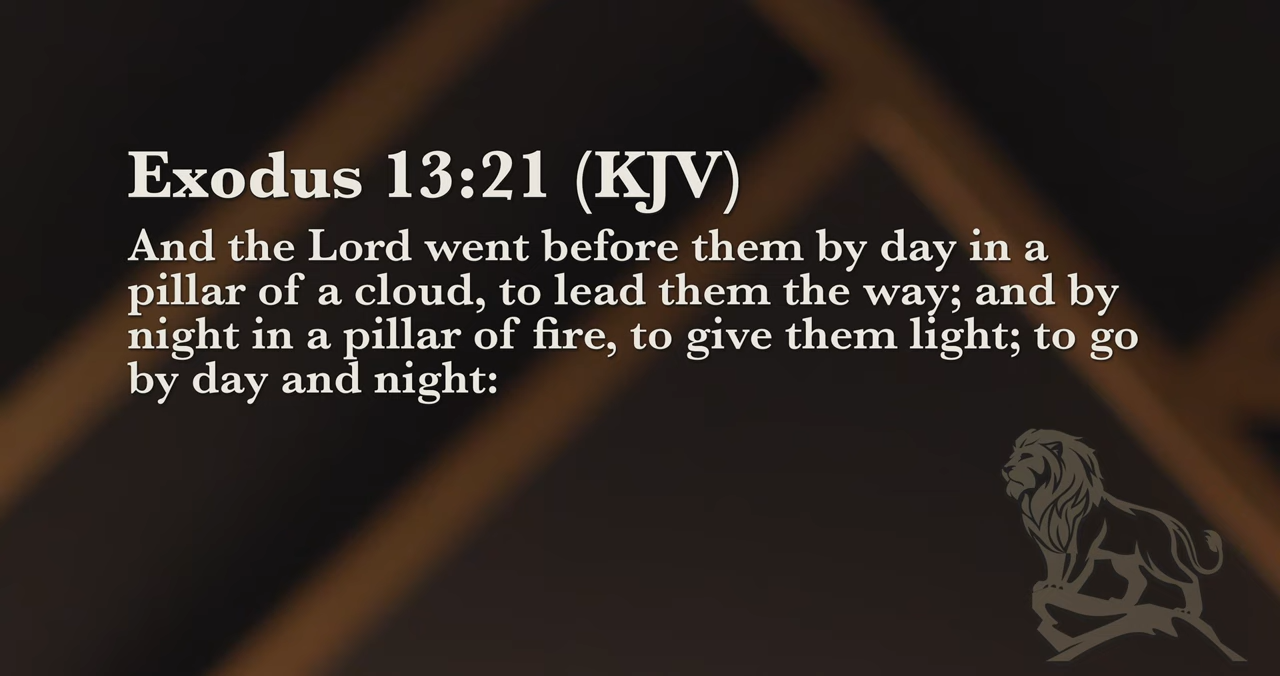 Exodus 13:21 (KJV)
And the Lord went before them by day in a
pillar of a cloud, to lead them the way; and by
night in a pillar of fire, to give them light; to go
by day and night: